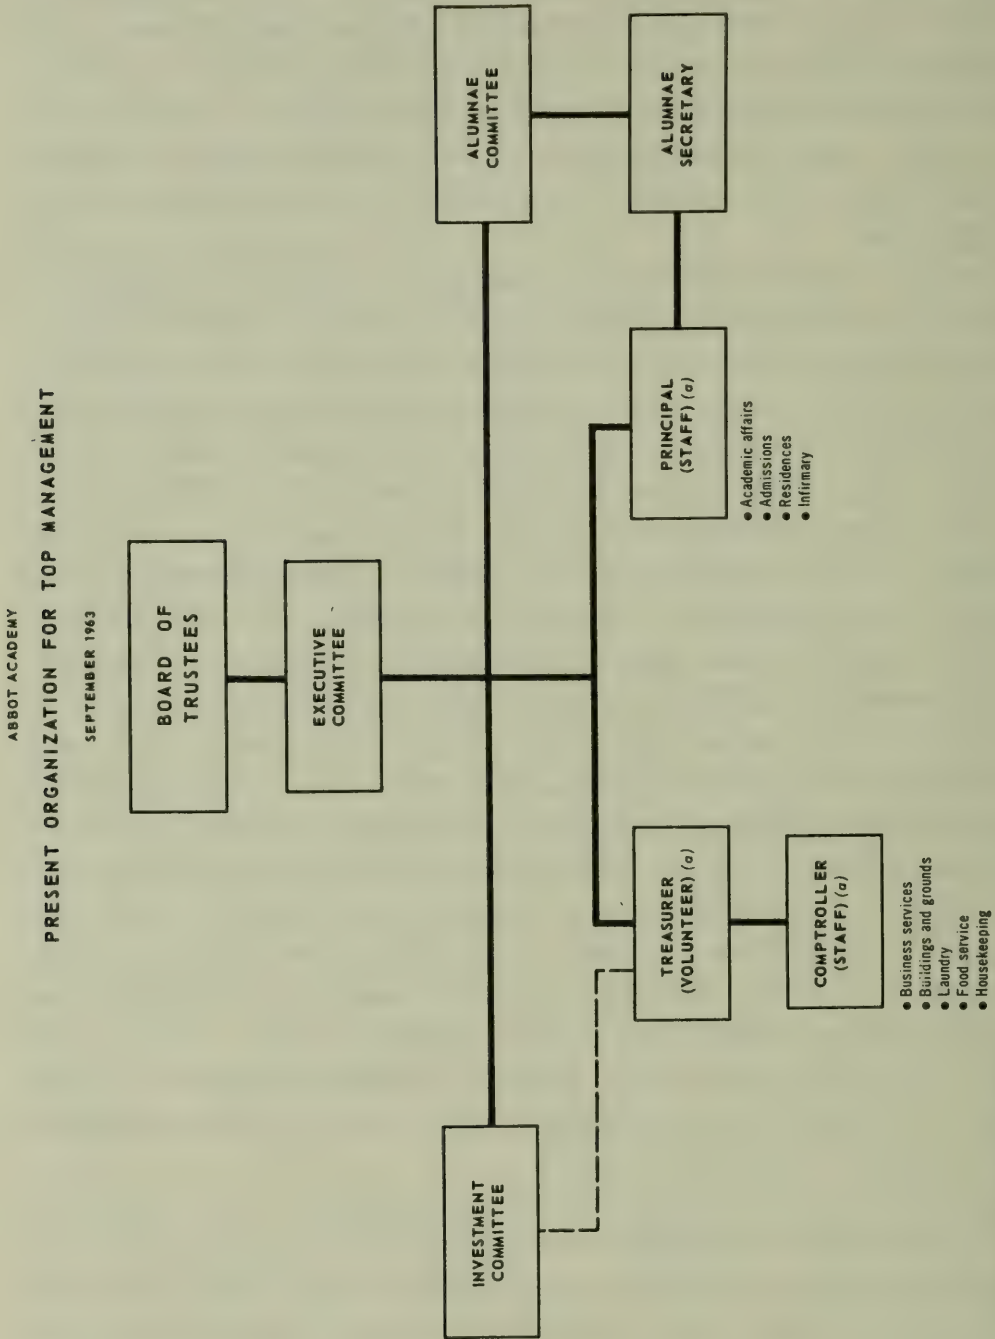 ABBOT ACADEMY
PRESENT ORGANIZATION FOR TOP MANAGEMENT
SEPTEMBER 1963
BOARD OF
TRUSTEES
EXECUTIVE
COMMITTEE
INVESTMENT
COMMITTEE
ALUMNAE
COMMITTEE
TREASURER
(VOLUNTEER) (a)
PRINCIPAL
(STAFF) (a)
ALUMNAE
SECRETARY
• Academic affairs
• Admissions
• Residences
• Infirmary
COMPTROLLER
(STAFF) (a)
• Business services
• Buildings and grounds
• Laundry
• Food service
• Housekeeping